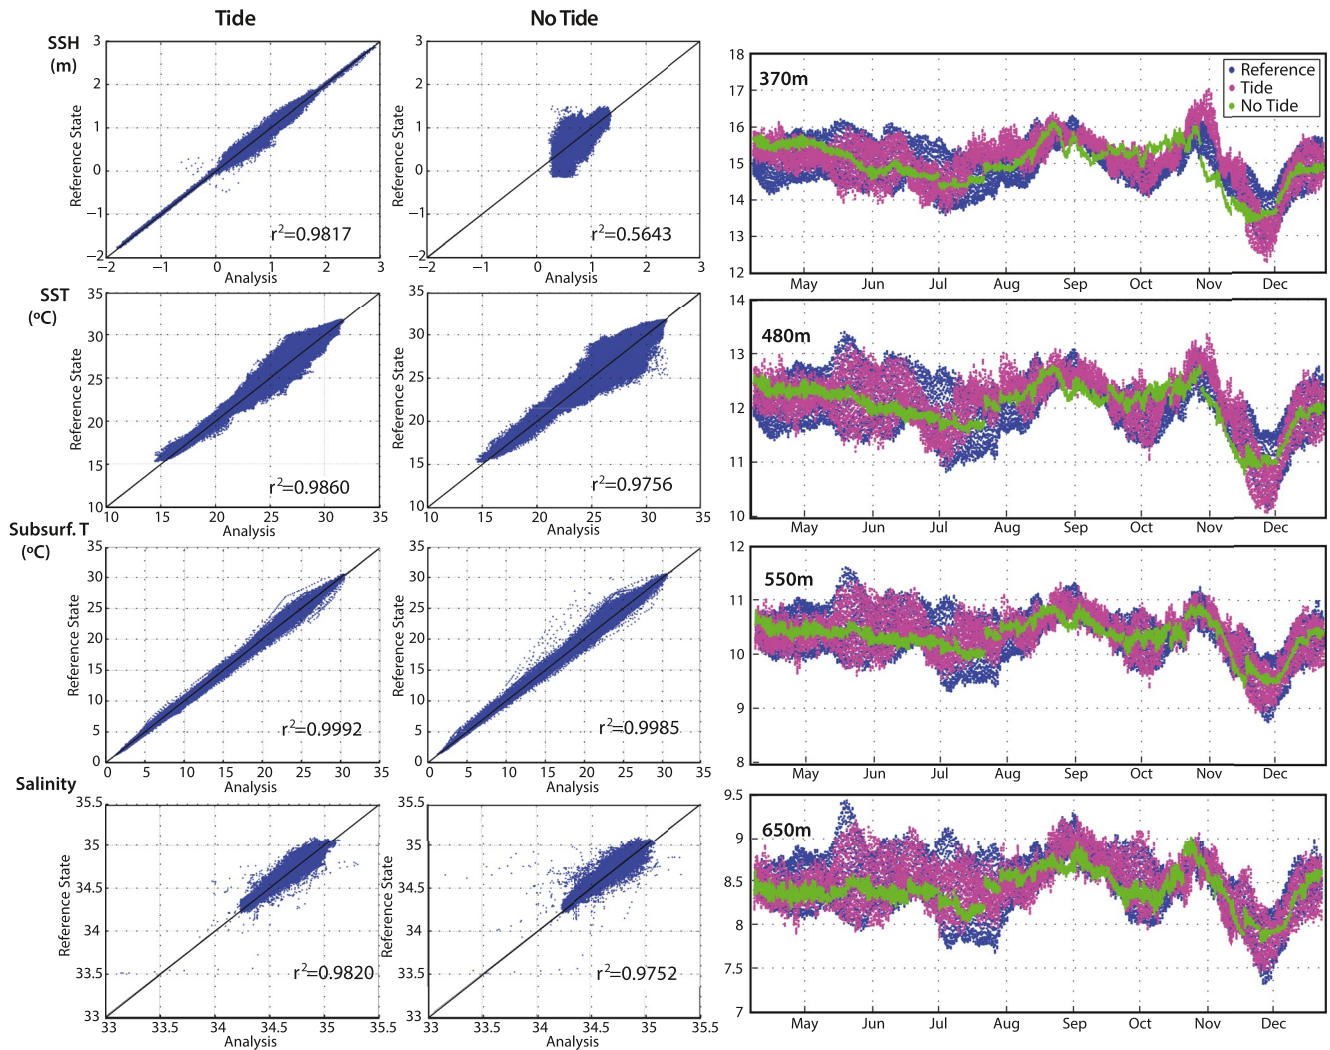 Tide
No Tide
SSH
(m)
Reference State
3
2
1
0
−1
−2
r²=0.9817
−2 −1 0 1 2 3
Analysis
Reference State
3
2
1
0
−1
−2
r²=0.5643
−2 −1 0 1 2 3
Analysis
SST
(ºC)
Reference State
35
30
25
20
15
10
r²=0.9860
10 15 20 25 30 35
Analysis
Reference State
35
30
25
20
15
10
r²=0.9756
10 15 20 25 30 35
Analysis
Subsurf. T
(ºC)
Reference State
35
30
25
20
15
10
5
0
r²=0.9992
0 5 10 15 20 25 30 35
Analysis
Reference State
35
30
25
20
15
10
5
0
r²=0.9985
0 5 10 15 20 25 30 35
Analysis
Salinity
Reference State
35.5
35
34.5
34
33.5
33
r²=0.9820
33 33.5 34 34.5 35 35.5
Analysis
Reference State
35.5
35
34.5
34
33.5
33
r²=0.9752
33 33.5 34 34.5 35 35.5
Analysis
370m
Reference
Tide
No Tide
18
17
16
15
14
13
12
May Jun Jul Aug Sep Oct Nov Dec
480m
14
13
12
11
10
May Jun Jul Aug Sep Oct Nov Dec
550m
12
11
10
9
8
May Jun Jul Aug Sep Oct Nov Dec
650m
9.5
9
8.5
8
7.5
7
May Jun Jul Aug Sep Oct Nov Dec